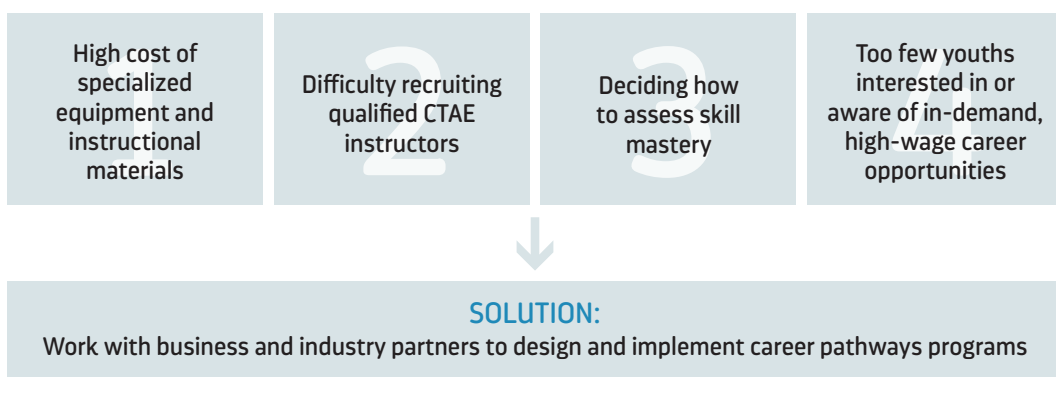 1
High cost of
specialized
equipment and
instructional
materials
2
Difficulty recruiting
qualified CTAE
instructors
3
Deciding how
to assess skill
mastery
4
Too few youths
interested in or
aware of in-demand,
high-wage career
opportunities
SOLUTION:
Work with business and industry partners to design and implement career pathways programs